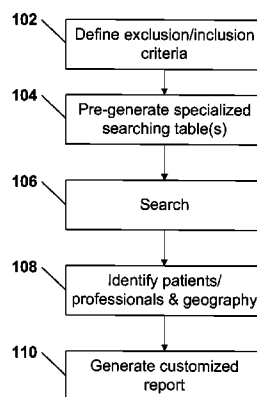 102
Define exclusion/inclusion
criteria
104
Pre-generate specialized
searching table(s)
106
Search
108
Identify patients/
professionals & geography
110
Generate customized
report